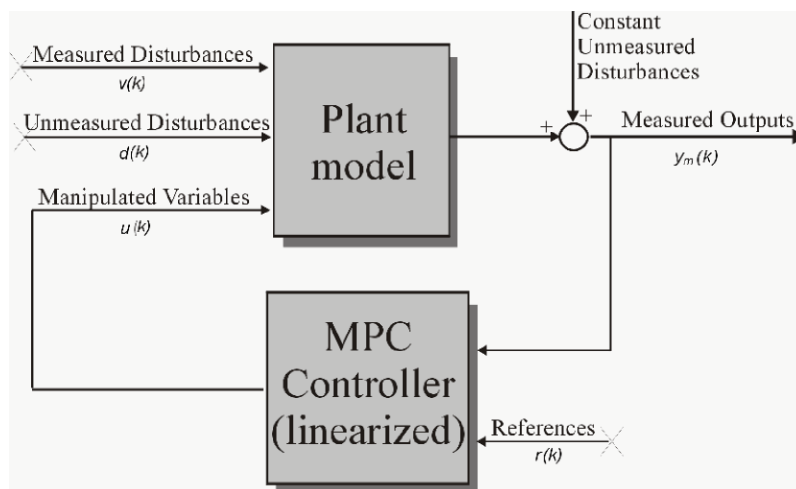 Constant
Unmeasured
Disturbances
Measured Disturbances
v(k)
Unmeasured Disturbances
d(k)
Manipulated Variables
u(k)
Plant
model
+
+
Measured Outputs
yₘ(k)
MPC
Controller
(linearized)
References
r(k)